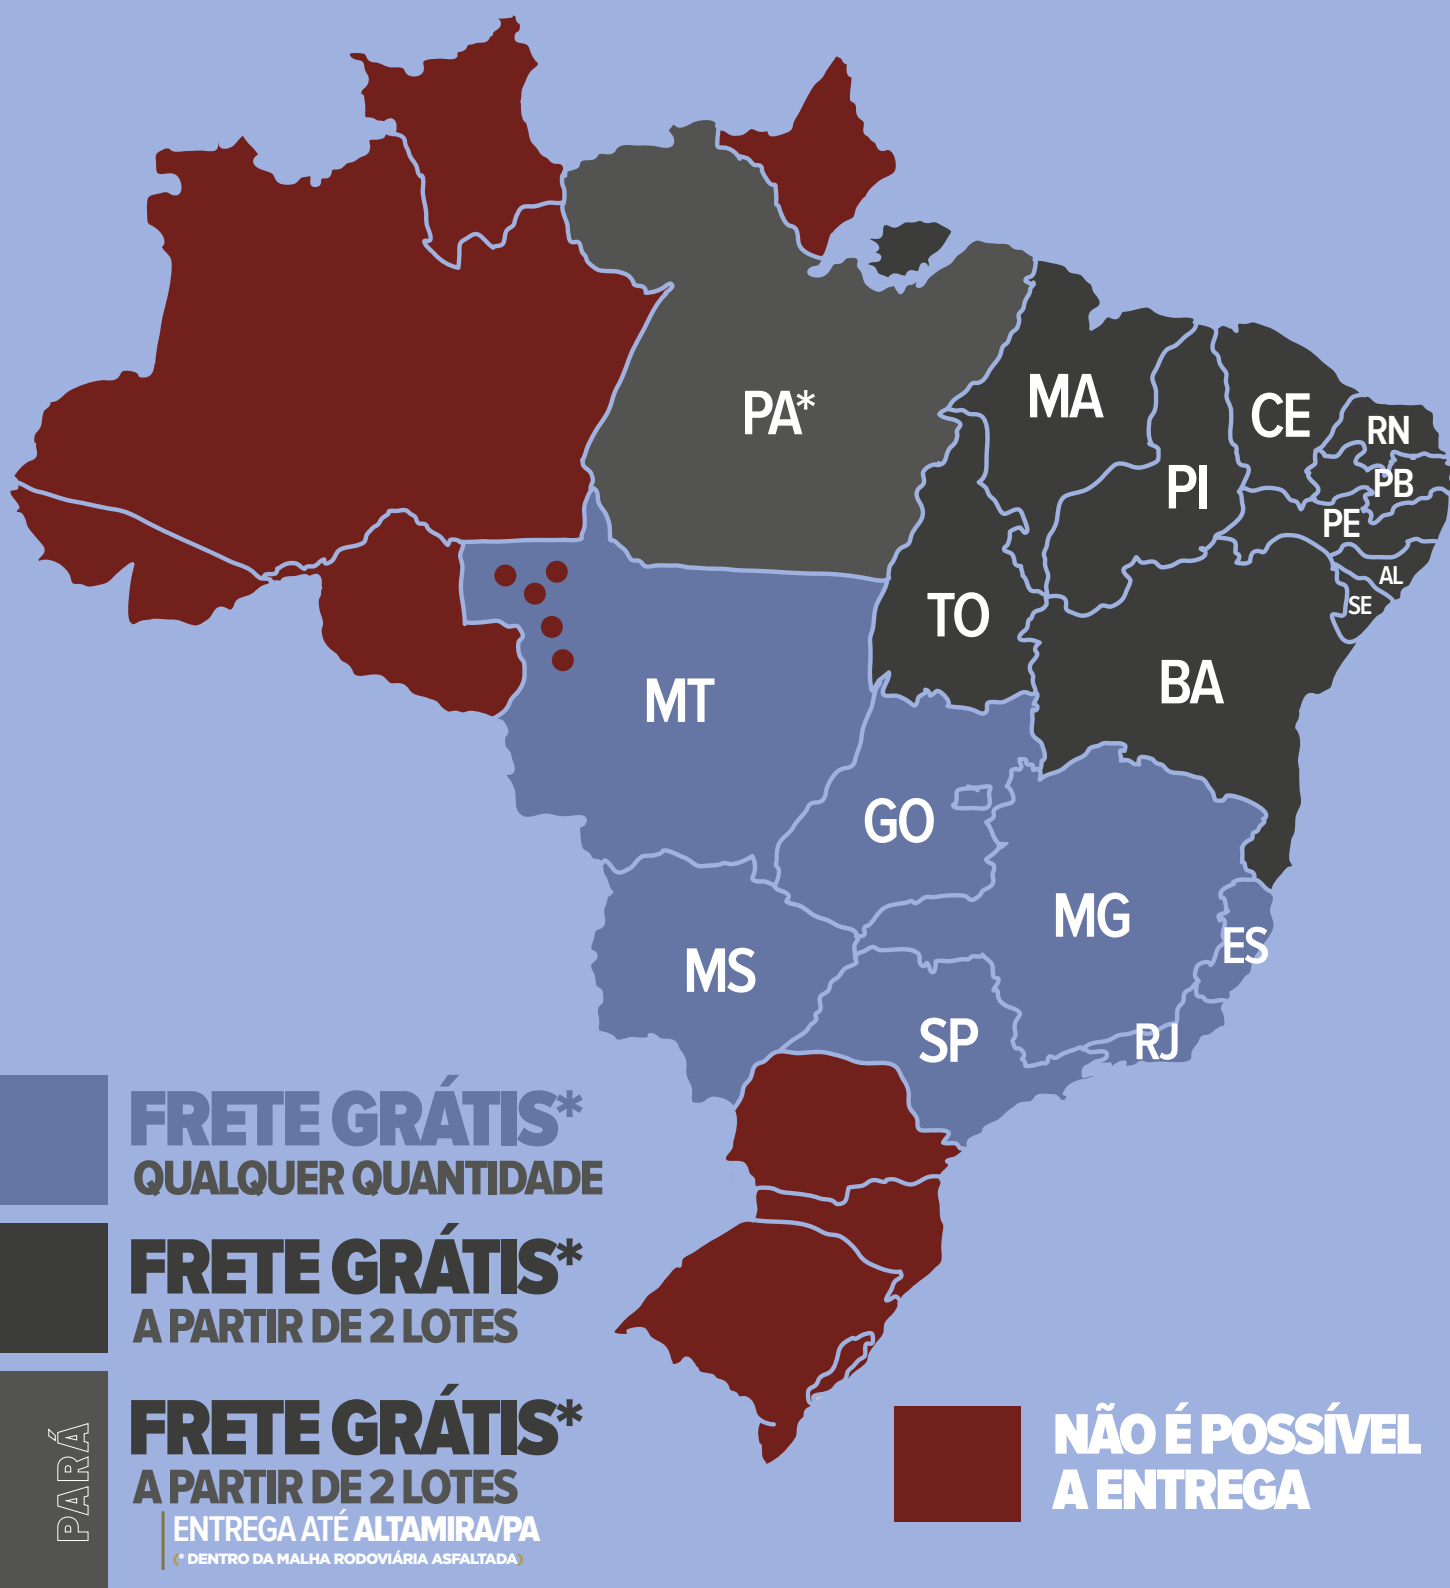 PA*
MA
CE
RN
PI
PB
PE
AL
SE
TO
BA
MT
GO
MG
ES
MS
SP
RJ
FRETE GRÁTIS*
QUALQUER QUANTIDADE
FRETE GRÁTIS*
A PARTIR DE 2 LOTES
PARÁ
FRETE GRÁTIS*
A PARTIR DE 2 LOTES
ENTREGA ATÉ ALTAMIRA/PA
(* DENTRO DA MALHA RODOVIÁRIA ASFALTADA)
NÃO É POSSÍVEL
A ENTREGA